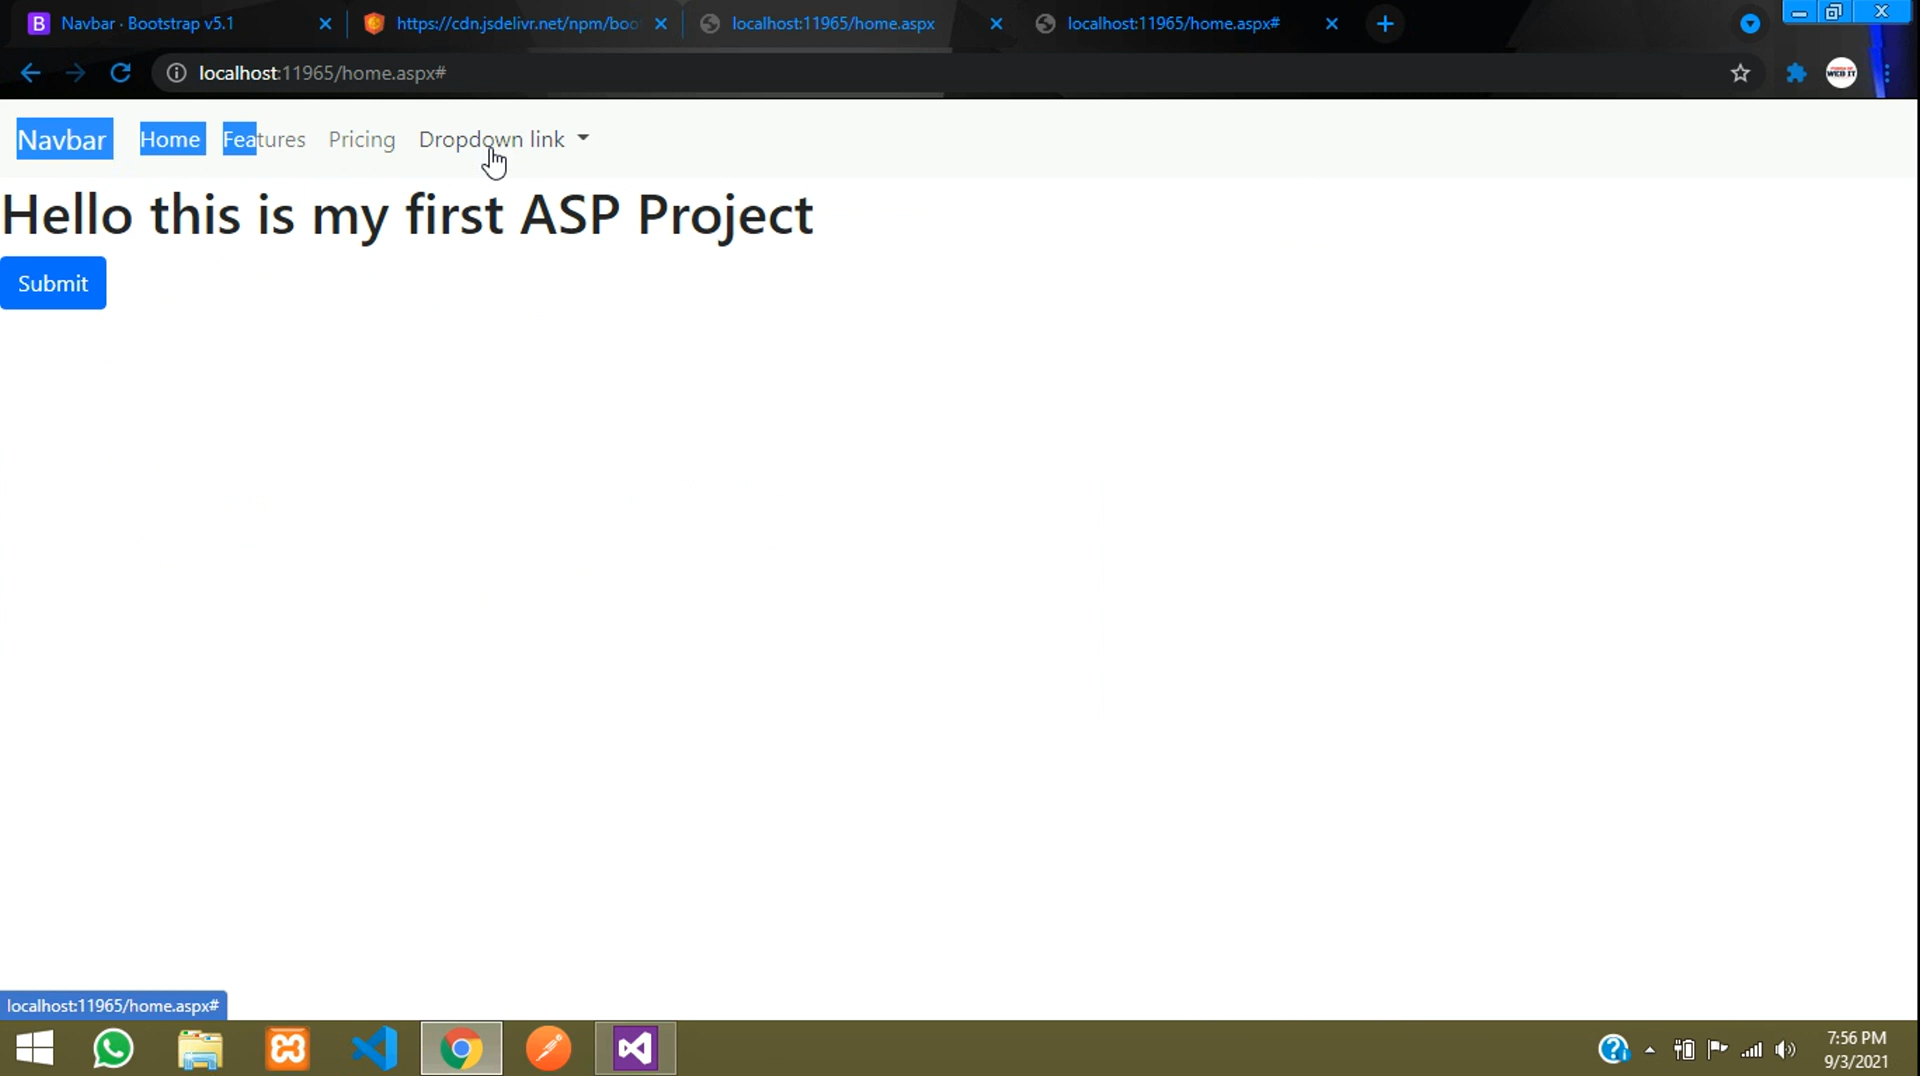 Navbar · Bootstrap v5.1
https://cdn.jsdelivr.net/npm/boo
localhost:11965/home.aspx
localhost:11965/home.aspx#
localhost:11965/home.aspx#
WEB IT
Navbar Home Features Pricing Dropdown link
Hello this is my first ASP Project
Submit
localhost:11965/home.aspx#
7:56 PM
9/3/2021